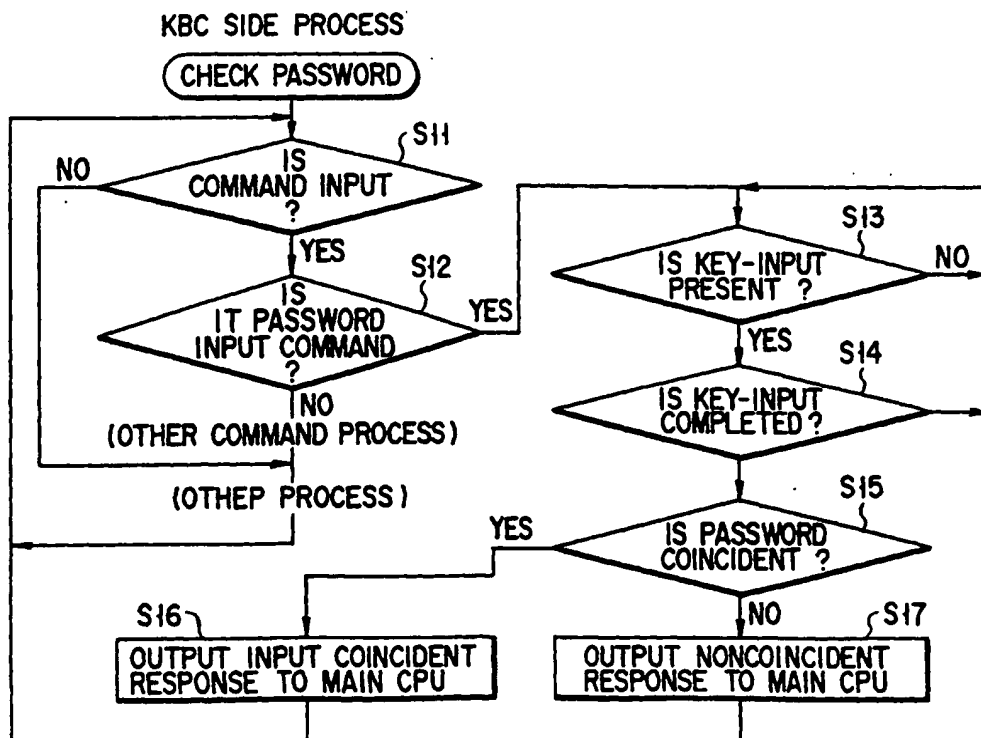 KBC SIDE PROCESS
CHECK PASSWORD
S11
NO
IS
COMMAND INPUT
?
YES
S12
IS
IT PASSWORD
INPUT COMMAND
?
YES
NO
(OTHER COMMAND PROCESS)
(OTHEP PROCESS)
S13
IS KEY-INPUT
PRESENT ?
NO
YES
S14
IS KEY-INPUT
COMPLETED ?
S15
YES
IS PASSWORD
COINCIDENT ?
NO
S16
OUTPUT INPUT COINCIDENT
RESPONSE TO MAIN CPU
S17
OUTPUT NONCOINCIDENT
RESPONSE TO MAIN CPU